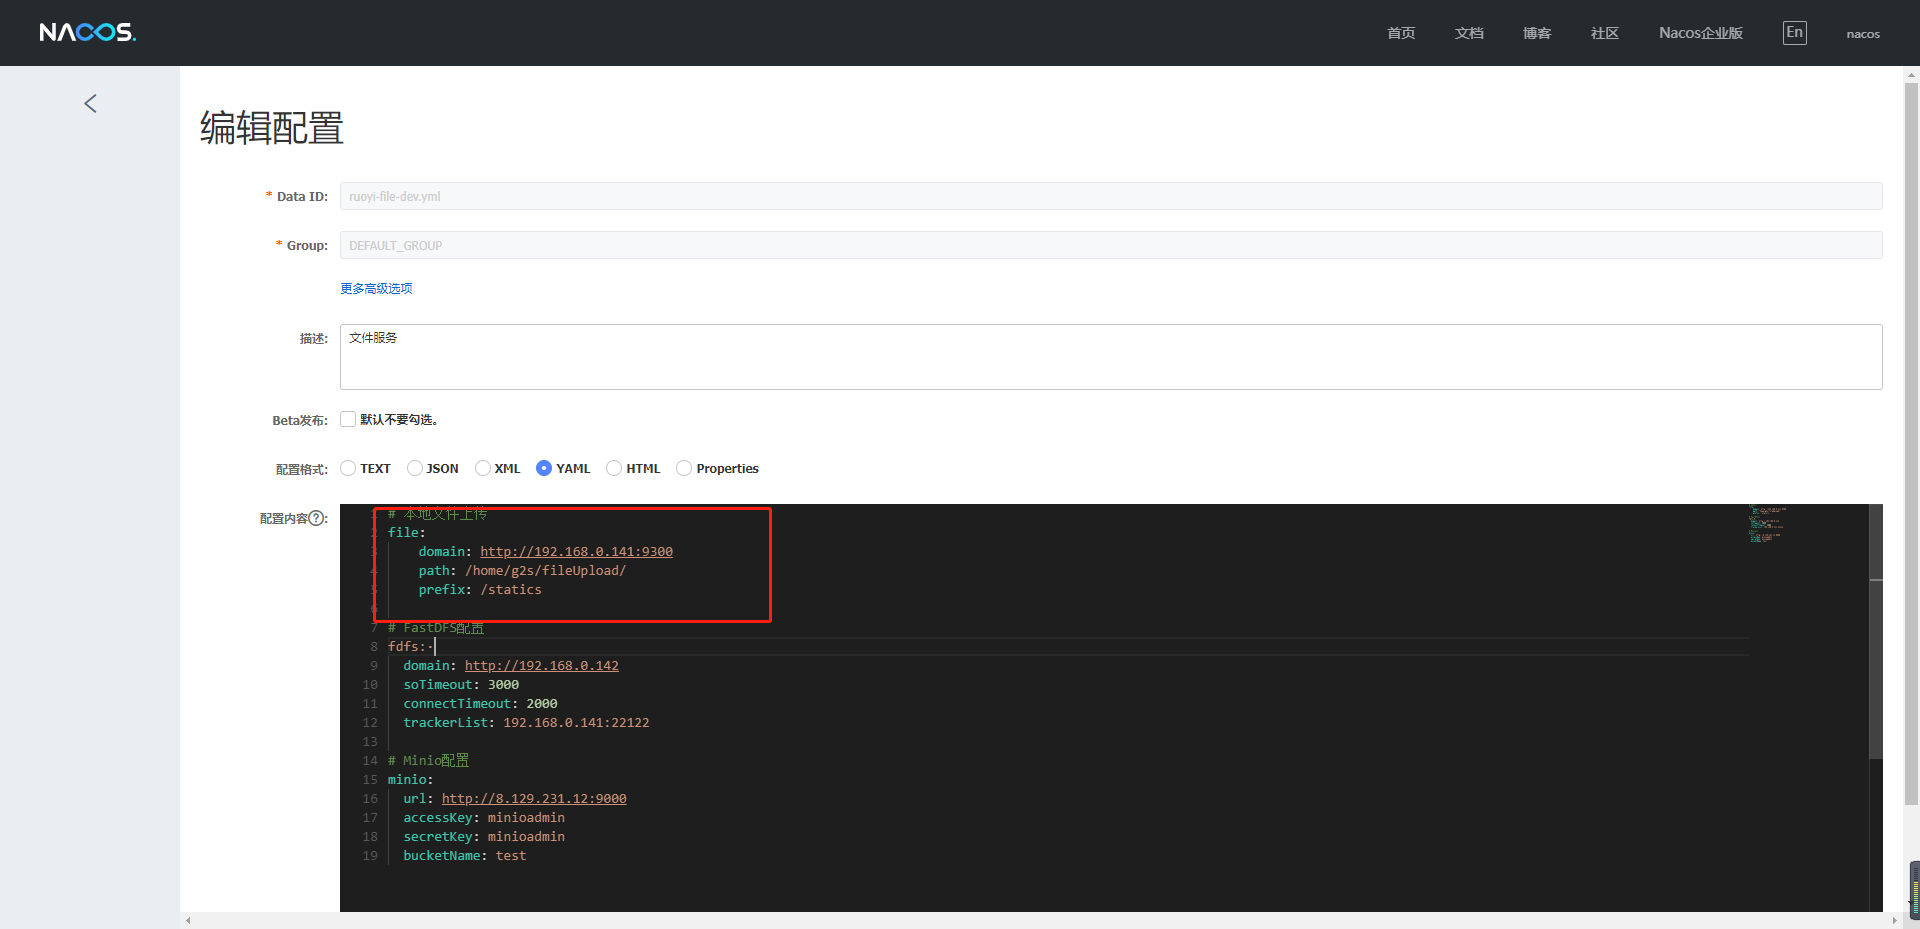 NACOS.
首页 文档 博客 社区 Nacos企业版 En nacos
编辑配置
* Data ID: ruoyi-file-dev.yml
* Group: DEFAULT_GROUP
更多高级选项
描述: 文件服务
Beta发布: 默认不要勾选。
配置格式: TEXT JSON XML YAML HTML Properties
配置内容?:
1 # 本地文件上传
2 file:
3 domain: http://192.168.0.141:9300
4 path: /home/g2s/fileUpload/
5 prefix: /statics
6
7 # FastDFS配置
8 fdfs:·
9 domain: http://192.168.0.142
10 soTimeout: 3000
11 connectTimeout: 2000
12 trackerList: 192.168.0.141:22122
13
14 # Minio配置
15 minio:
16 url: http://8.129.231.12:9000
17 accessKey: minioadmin
18 secretKey: minioadmin
19 bucketName: test